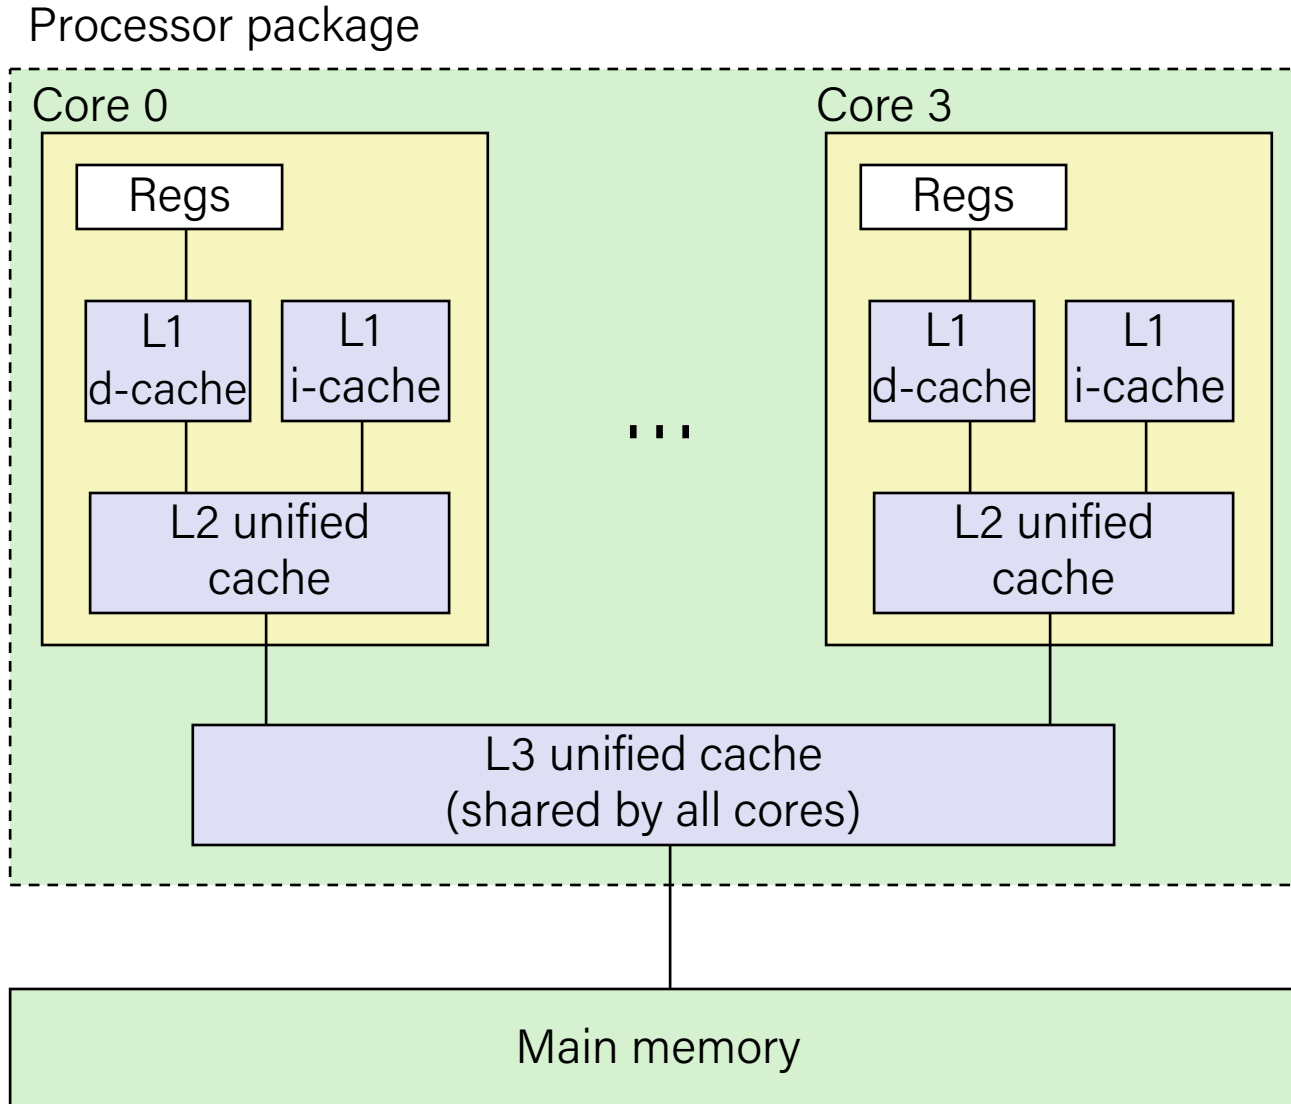 Processor package
Core 0
Regs
L1
d-cache
L1
i-cache
L2 unified
cache
...
Core 3
Regs
L1
d-cache
L1
i-cache
L2 unified
cache
L3 unified cache
(shared by all cores)
Main memory